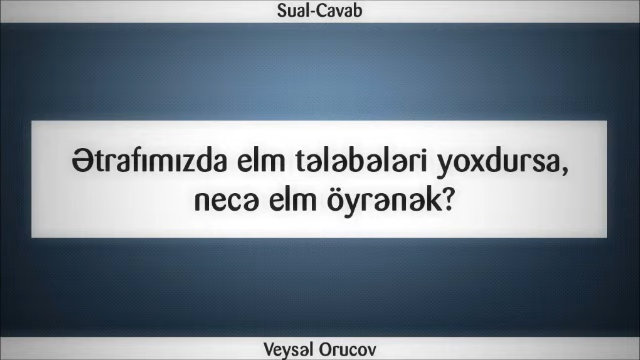 Sual-Cavab
Ətrafımızda elm tələbələri yoxdursa,
necə elm öyrənək?
Veysəl Orucov